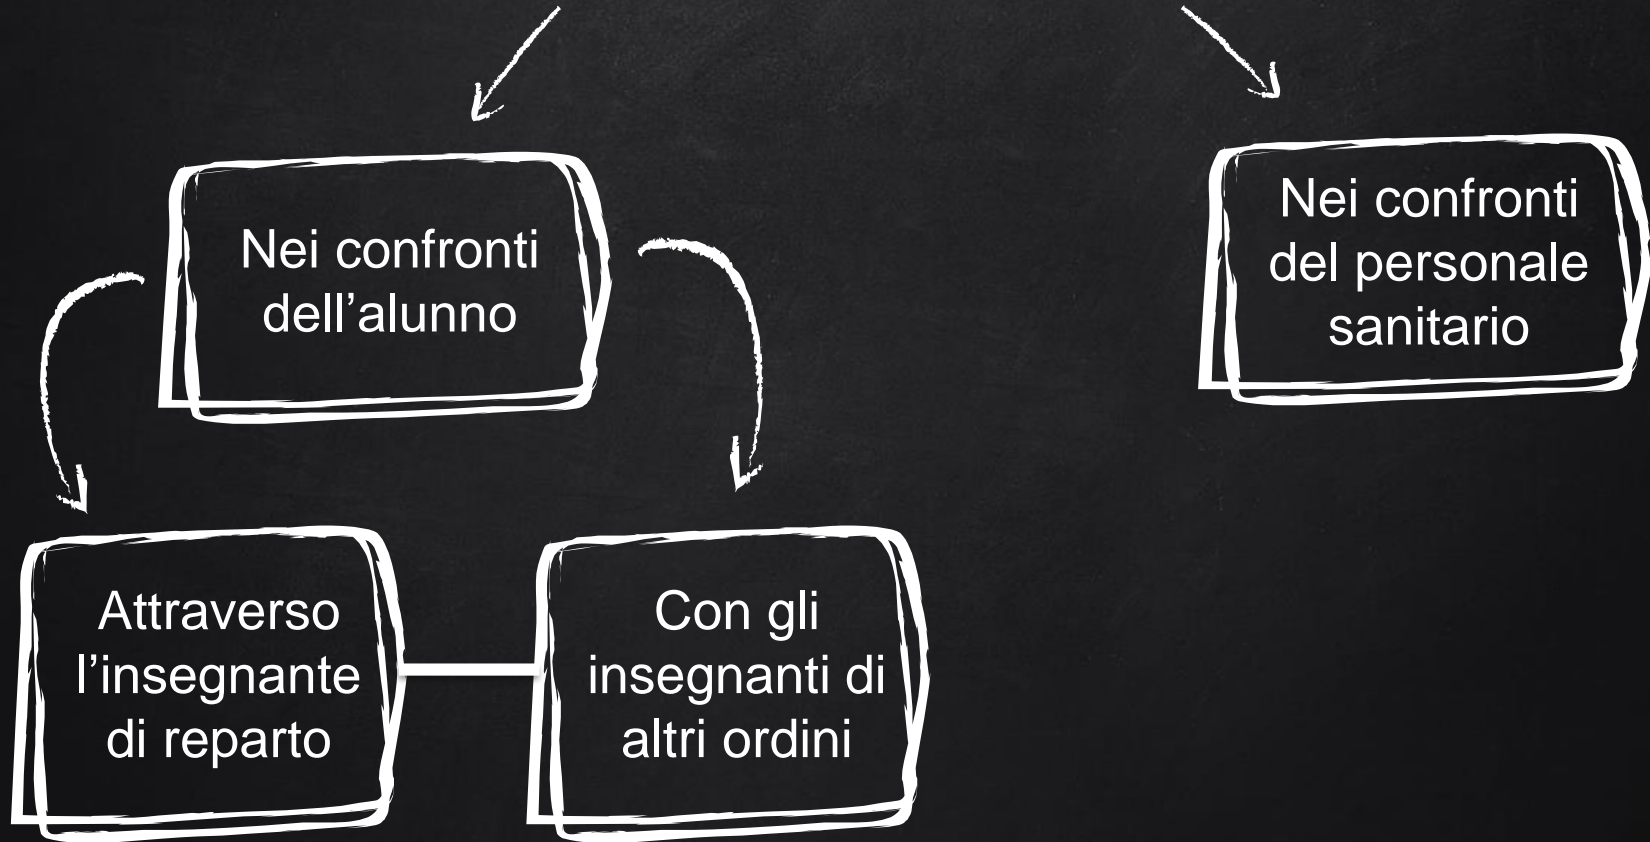 Nei confronti
dell’alunno
Nei confronti
del personale
sanitario
Attraverso
l’insegnante
di reparto
Con gli
insegnanti di
altri ordini